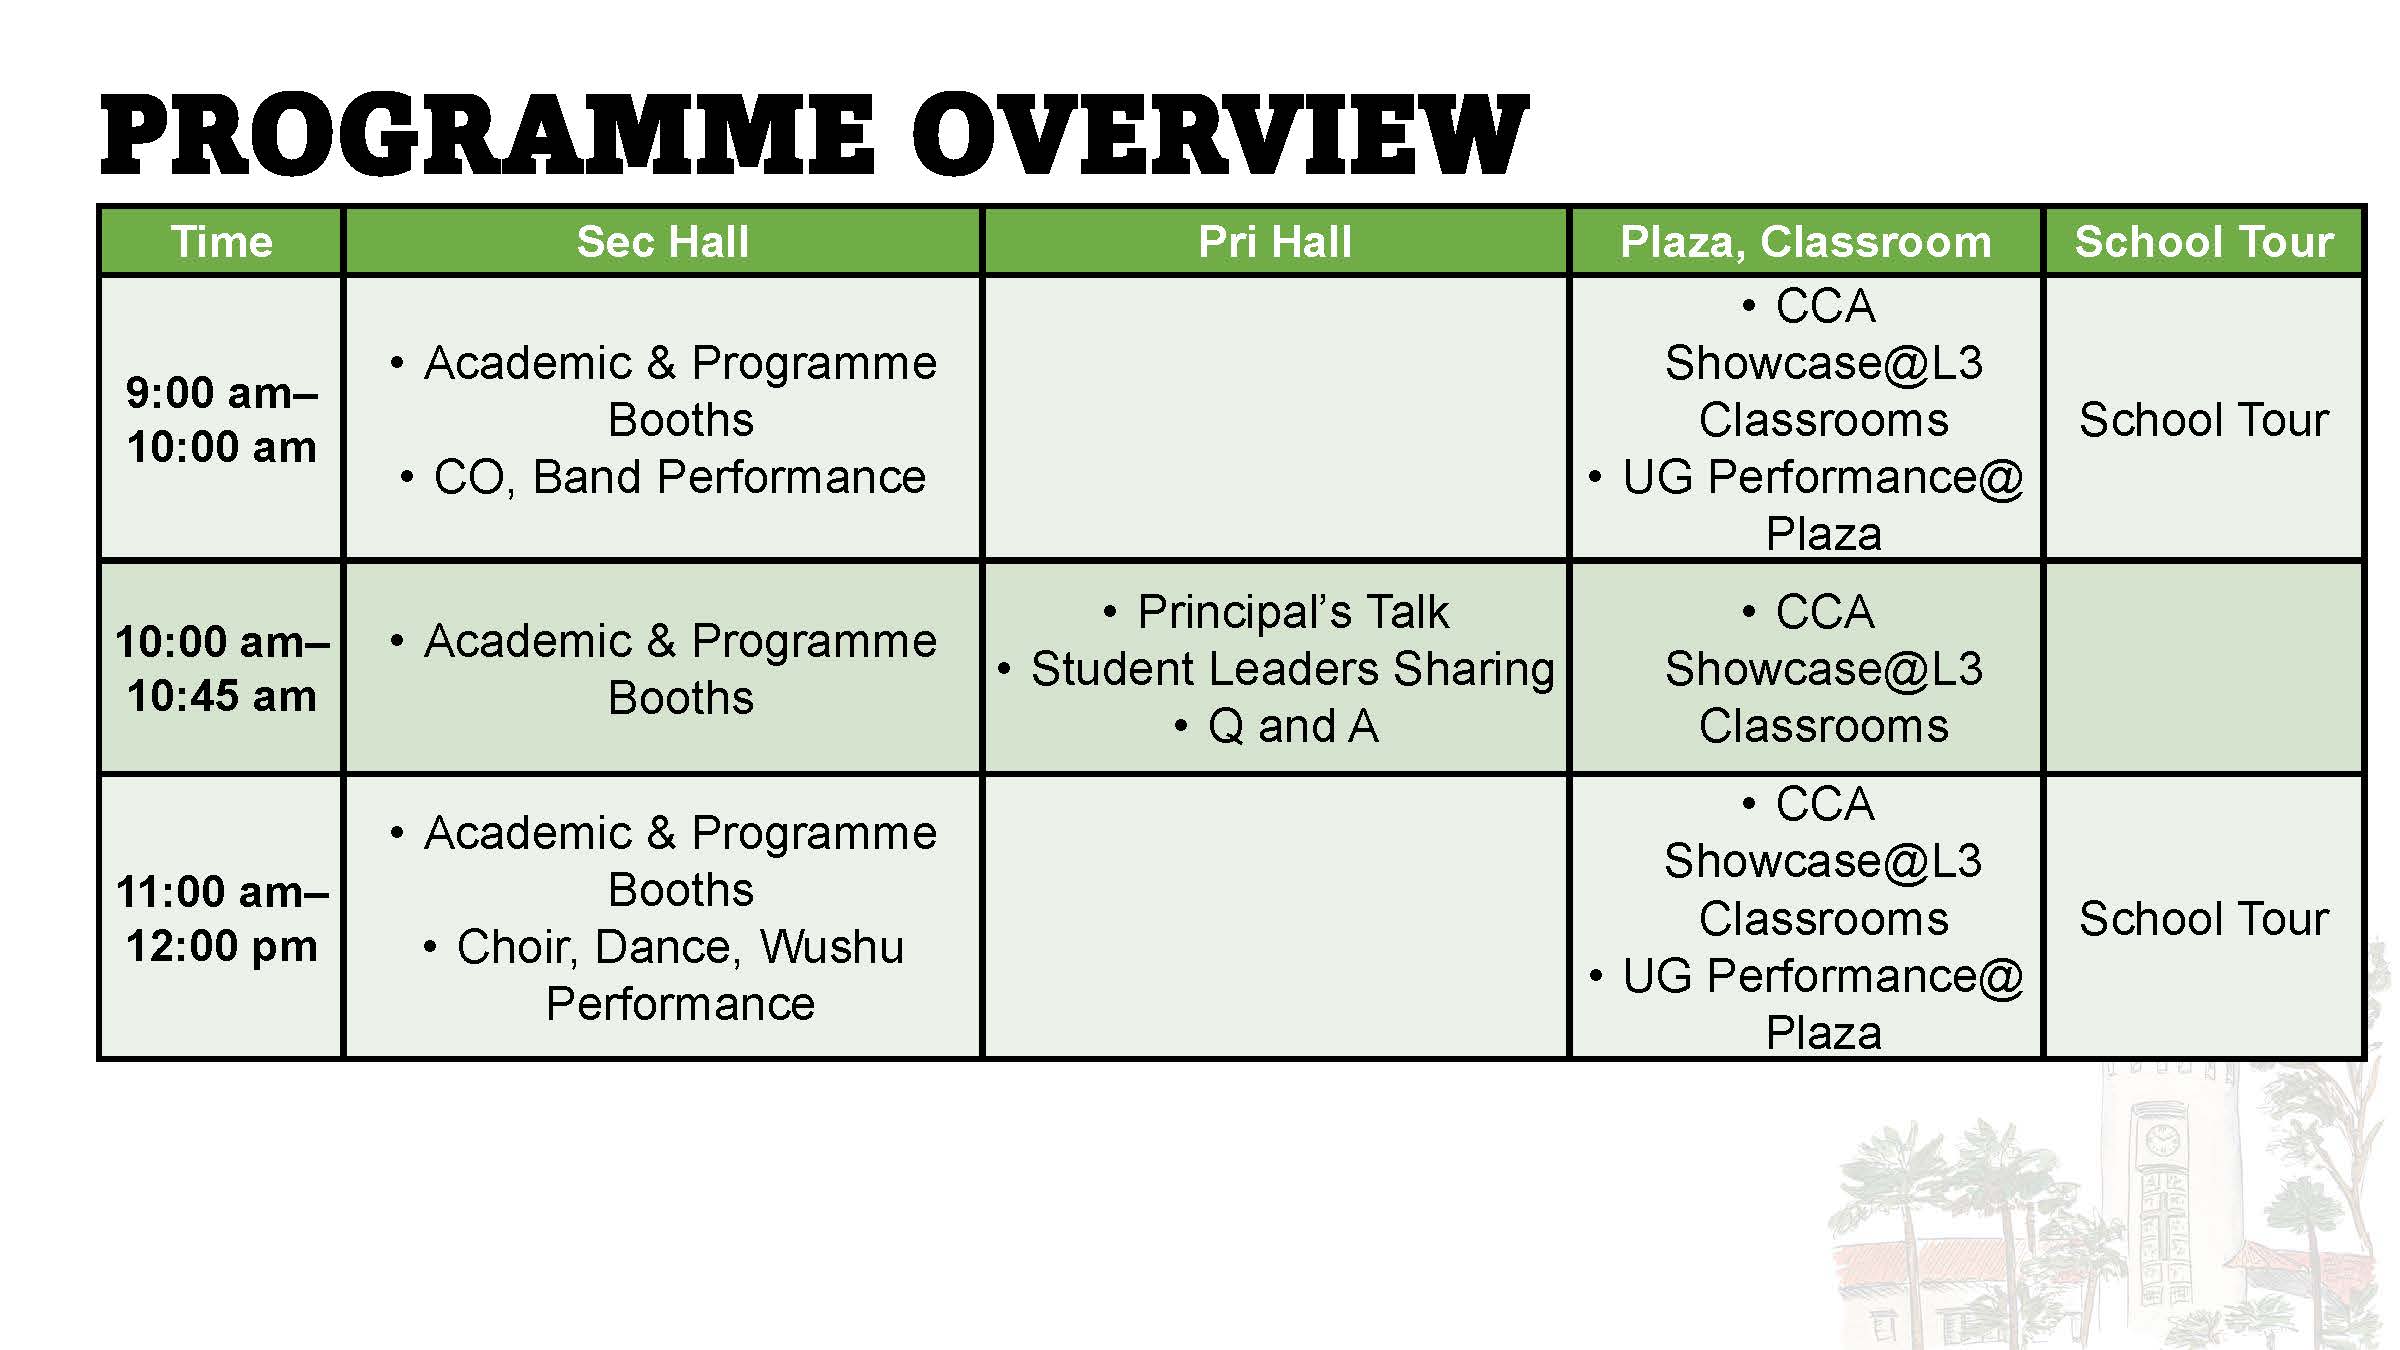 PROGRAMME OVERVIEW
Time
Sec Hall
Pri Hall
Plaza, Classroom
School Tour
9:00 am–
10:00 am
• Academic & Programme
Booths
• CO, Band Performance
• CCA
Showcase@L3
Classrooms
• UG Performance@
Plaza
School Tour
10:00 am–
10:45 am
• Academic & Programme
Booths
• Principal’s Talk
• Student Leaders Sharing
• Q and A
• CCA
Showcase@L3
Classrooms
11:00 am–
12:00 pm
• Academic & Programme
Booths
• Choir, Dance, Wushu
Performance
• CCA
Showcase@L3
Classrooms
• UG Performance@
Plaza
School Tour